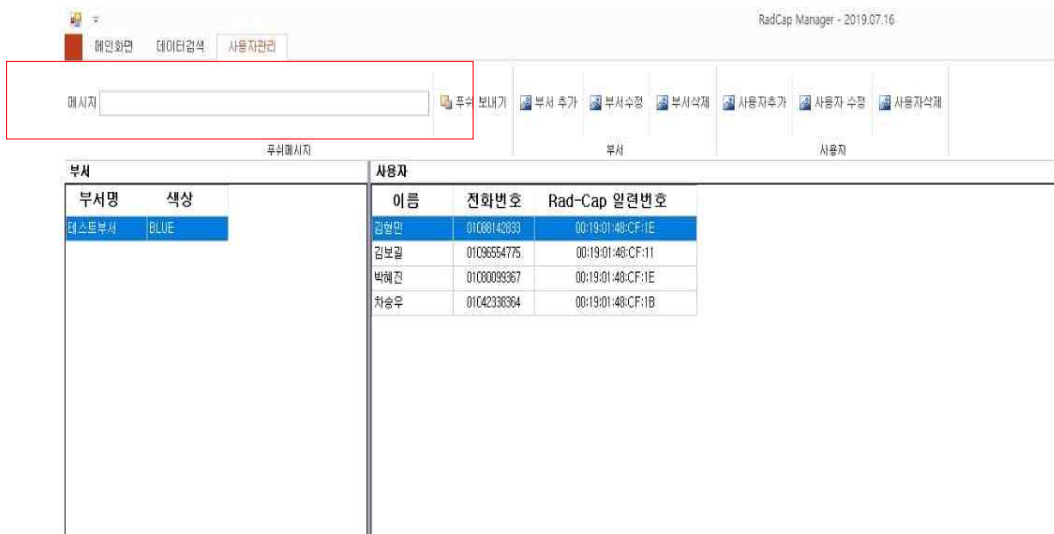 RadCap Manager - 2019.07.16
메인화면 데이터검색 사용자관리
메시지 푸쉬 보내기 부서 추가 부서수정 부서삭제 사용자추가 사용자 수정 사용자삭제
푸쉬메시지 부서 사용자
부서 사용자
부서명 색상 이름 전화번호 Rad-Cap 일련번호
테스트부서 BLUE 김형민 01088142833 00:19:01:48:CF:1E
김보길 01096554775 00:19:01:48:CF:11
박혜진 01080099367 00:19:01:48:CF:1E
차승우 01042338364 00:19:01:48:CF:1B